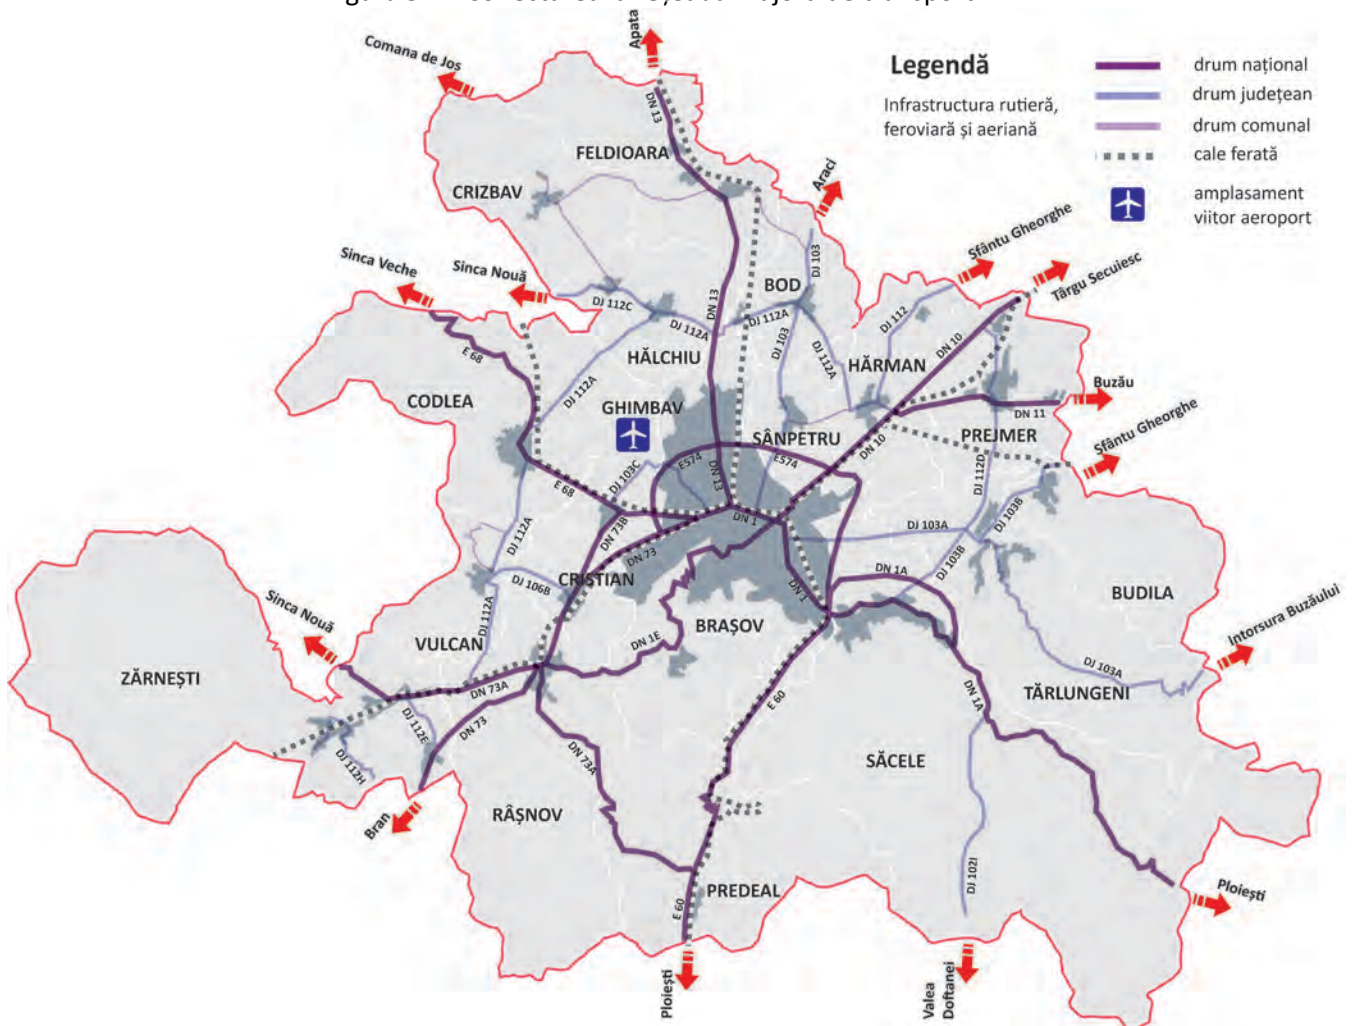 Legendă
Infrastructura rutieră,
feroviară și aeriană
drum național
drum județean
drum comunal
cale ferată
amplasament
viitor aeroport
Apața
Comana de Jos
DN 13
FELDIOARA
CRIZBAV
Araci
Sfântu Gheorghe
Târgu Secuiesc
Sinca Veche
Sinca Nouă
DJ 103
BOD
DJ 112C
DJ 112A
DN 13
DJ 112A
DJ 112
DN 10
E 68
HĂLCHIU
DJ 103
DJ 112A
HĂRMAN
DJ 112A
CODLEA
GHIMBAV
Buzău
DN 11
SÂNPETRU
DN 10
PREJMER
Sfântu Gheorghe
E574
E574
DJ 103C
DN 13
DJ 112D
E 68
DN 73B
DN 1
DJ 103B
DJ 112A
DN 73
DJ 103A
DJ 103B
DN 1A
DJ 106B
CRISTIAN
DN 1
BUDILA
Sinca Nouă
DJ 112A
BRAȘOV
VULCAN
DN 1E
Intorsura Buzăului
ZĂRNEȘTI
DN 73A
DJ 103A
TĂRLUNGENI
DN 1A
E 60
DJ 112E
DN 73
DJ 112H
DN 73A
SĂCELE
Bran
RÂȘNOV
DJ 102I
PREDEAL
E 60
Ploiești
Ploiești
Valea
Doftanei